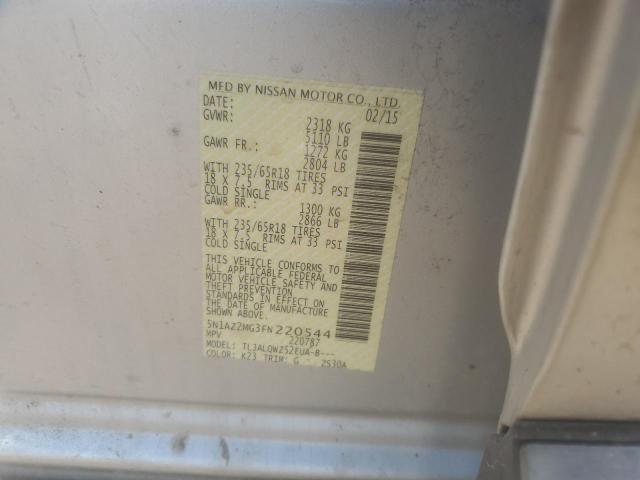 MFD BY NISSAN MOTOR CO., LTD.
DATE: 02/15
GVWR: 2318 KG
5110 LB
GAWR FR.: 1272 KG
2804 LB
WITH 235/65R18 TIRES
18 X 7.5 RIMS AT 33 PSI
COLD SINGLE
GAWR RR.: 1300 KG
2866 LB
WITH 235/65R18 TIRES
18 X 7.5 RIMS AT 33 PSI
COLD SINGLE
THIS VEHICLE CONFORMS TO
ALL APPLICABLE FEDERAL
MOTOR VEHICLE SAFETY AND
THEFT PREVENTION
STANDARDS IN EFFECT ON
THE DATE OF MANUFACTURE
SHOWN ABOVE.
5N1AZ2MG3FN220544
MPV 220787
MODEL: TL3ALQWZ52EUA-B---
COLOR: K23 TRIM: G - 2S30A